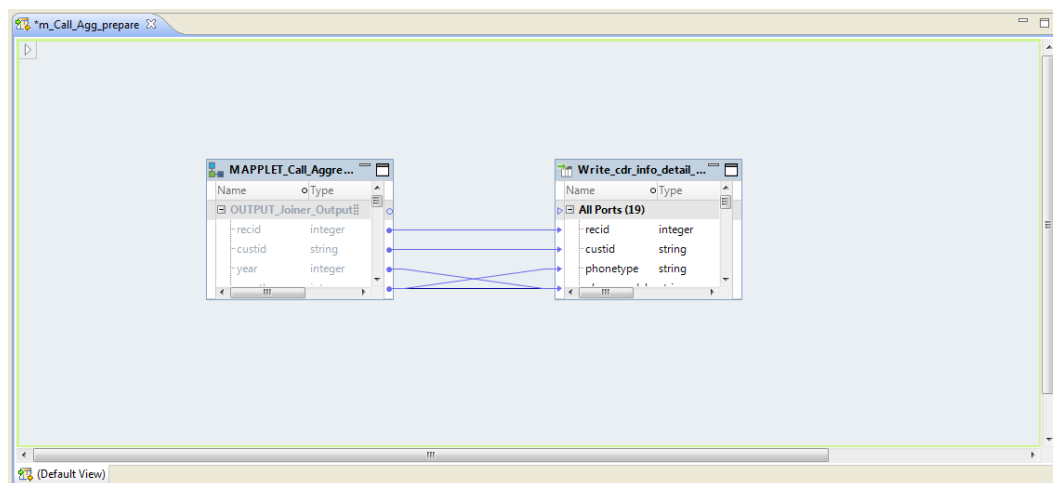 *m_Call_Agg_prepare
MAPPLET_Call_Aggre...
Name Type
OUTPUT_Joiner_Output
recid integer
custid string
year integer
Write_cdr_info_detail_...
Name Type
All Ports (19)
recid integer
custid string
phonetype string
(Default View)